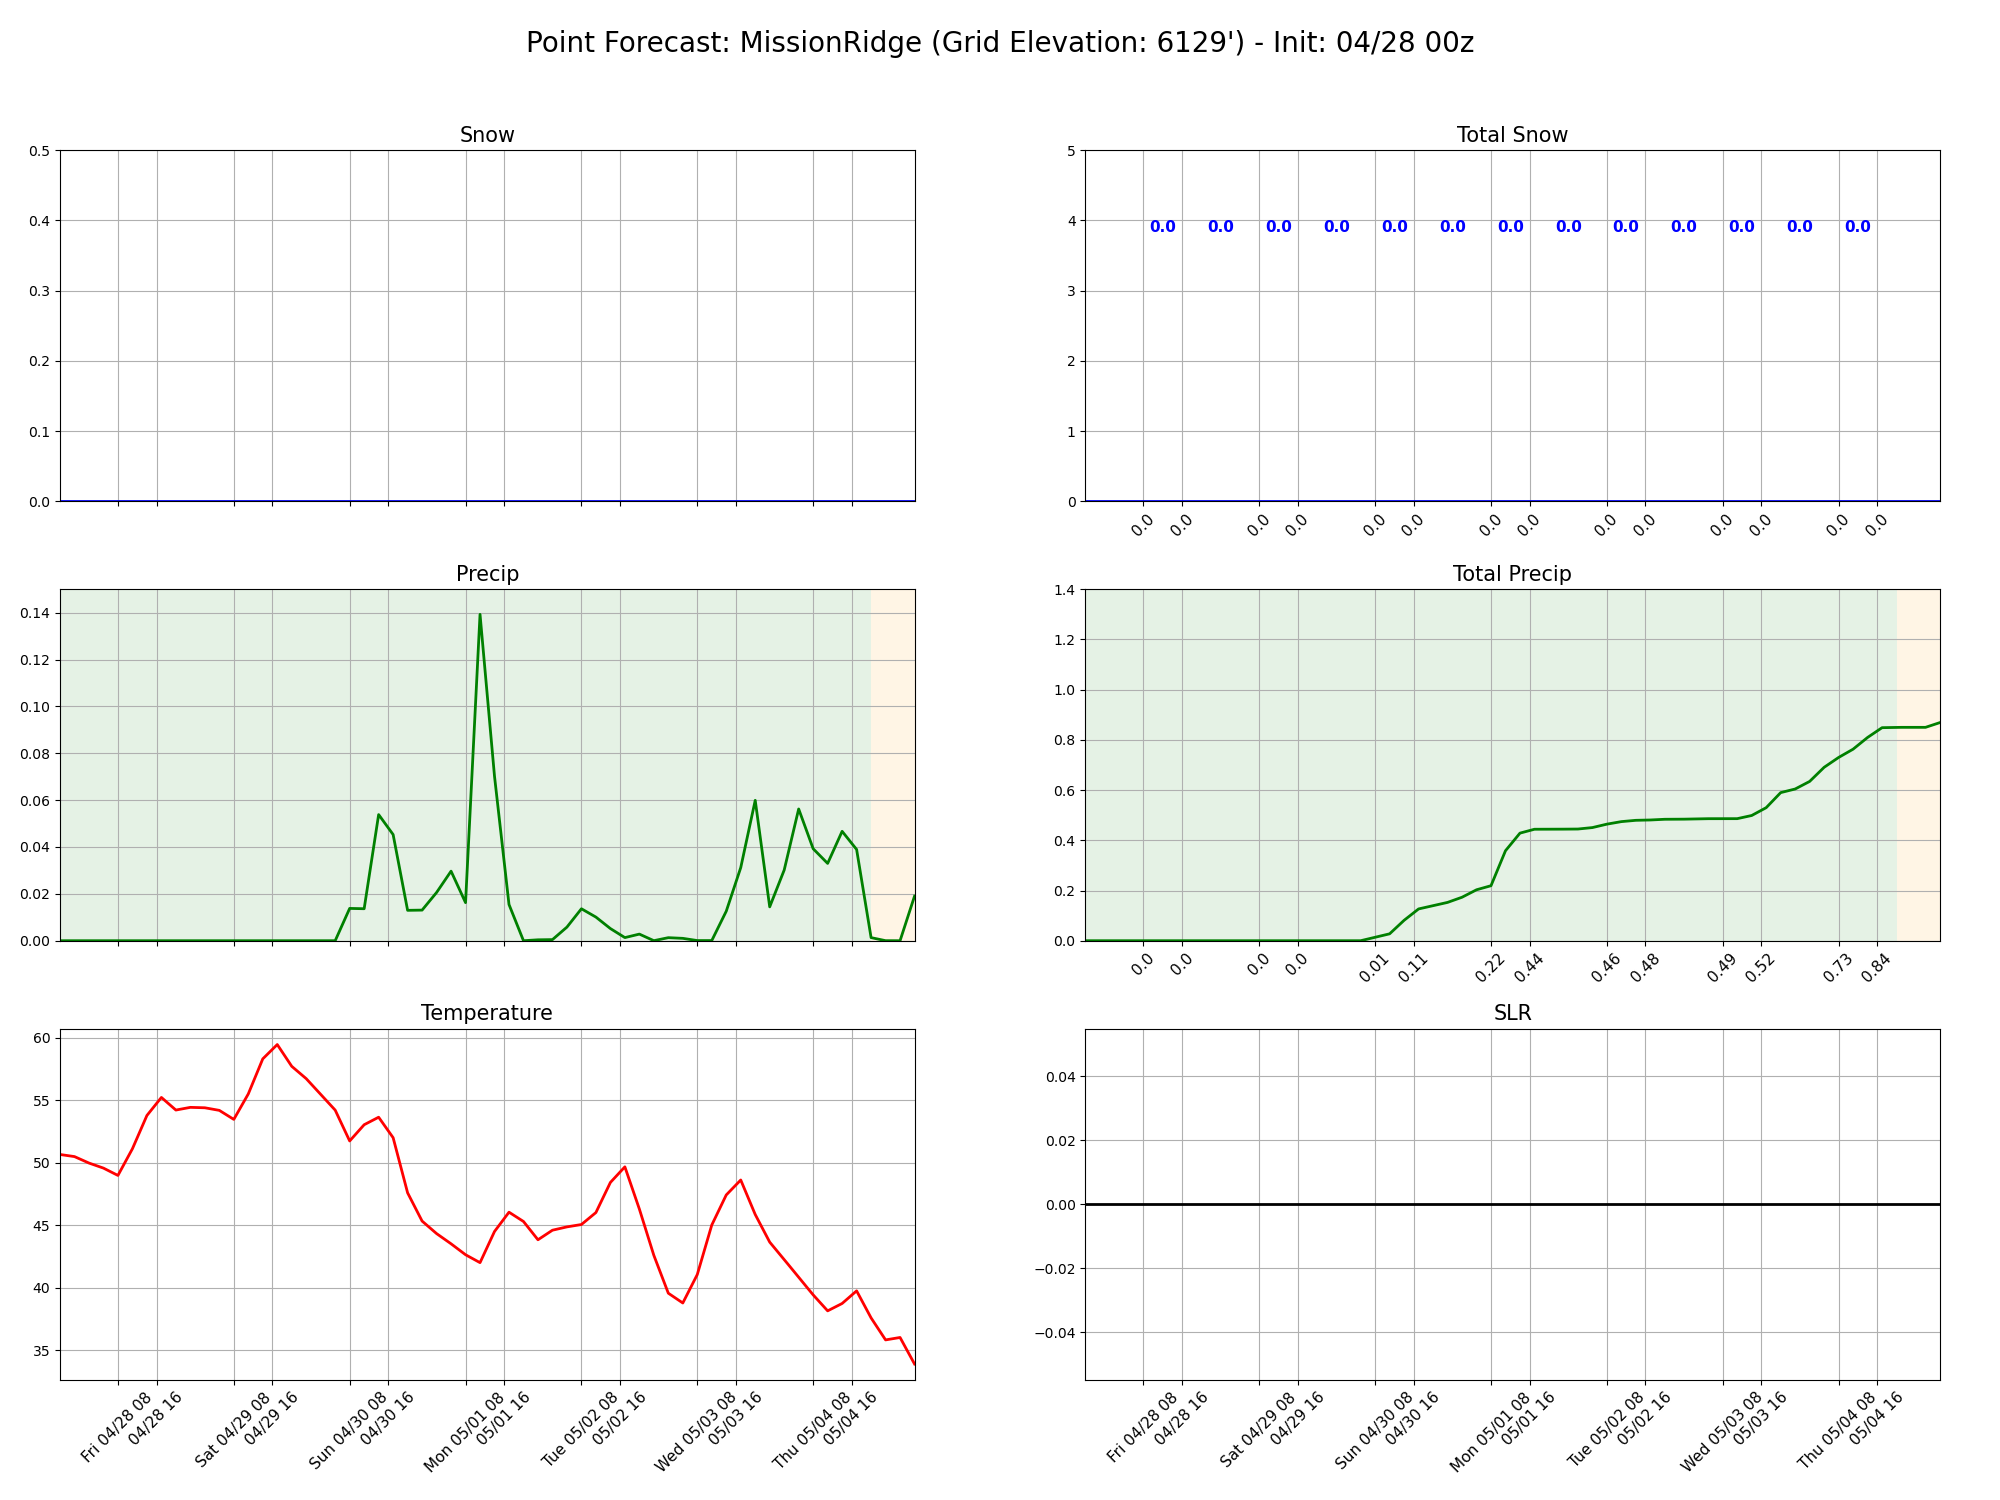 Point Forecast: MissionRidge (Grid Elevation: 6129') - Init: 04/28 00z
Snow
0.5
0.4
0.3
0.2
0.1
0.0
Total Snow
5
4
3
2
1
0
0.0 0.0 0.0 0.0 0.0 0.0 0.0 0.0 0.0 0.0 0.0 0.0 0.0
0.0 0.0 0.0 0.0 0.0 0.0 0.0 0.0 0.0 0.0 0.0 0.0 0.0 0.0
Precip
0.14
0.12
0.10
0.08
0.06
0.04
0.02
0.00
Total Precip
1.4
1.2
1.0
0.8
0.6
0.4
0.2
0.0
0.0 0.0 0.0 0.0 0.01 0.11 0.22 0.44 0.46 0.48 0.49 0.52 0.73 0.84
Temperature
60
55
50
45
40
35
Fri 04/28 08
04/28 16
Sat 04/29 08
04/29 16
Sun 04/30 08
04/30 16
Mon 05/01 08
05/01 16
Tue 05/02 08
05/02 16
Wed 05/03 08
05/03 16
Thu 05/04 08
05/04 16
SLR
0.04
0.02
0.00
−0.02
−0.04
Fri 04/28 08
04/28 16
Sat 04/29 08
04/29 16
Sun 04/30 08
04/30 16
Mon 05/01 08
05/01 16
Tue 05/02 08
05/02 16
Wed 05/03 08
05/03 16
Thu 05/04 08
05/04 16